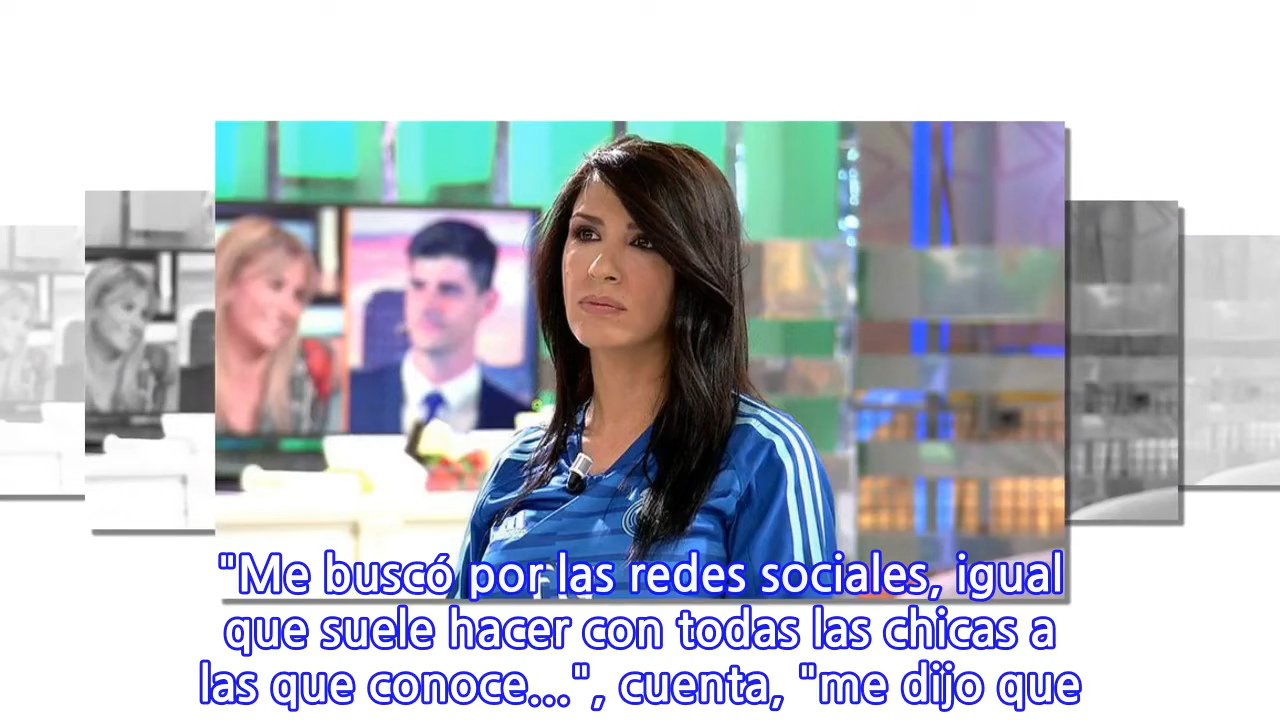 "Me buscó por las redes sociales, igual
que suele hacer con todas las chicas a
las que conoce...", cuenta, "me dijo que